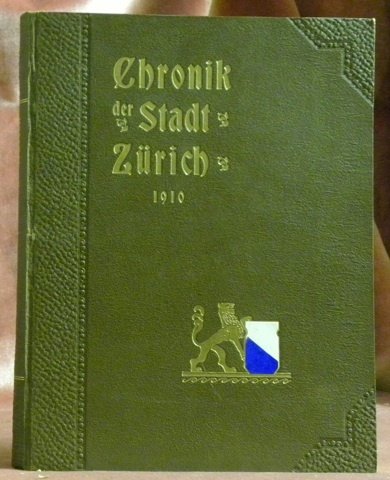 Chronik
der Stadt
Zürich
1910